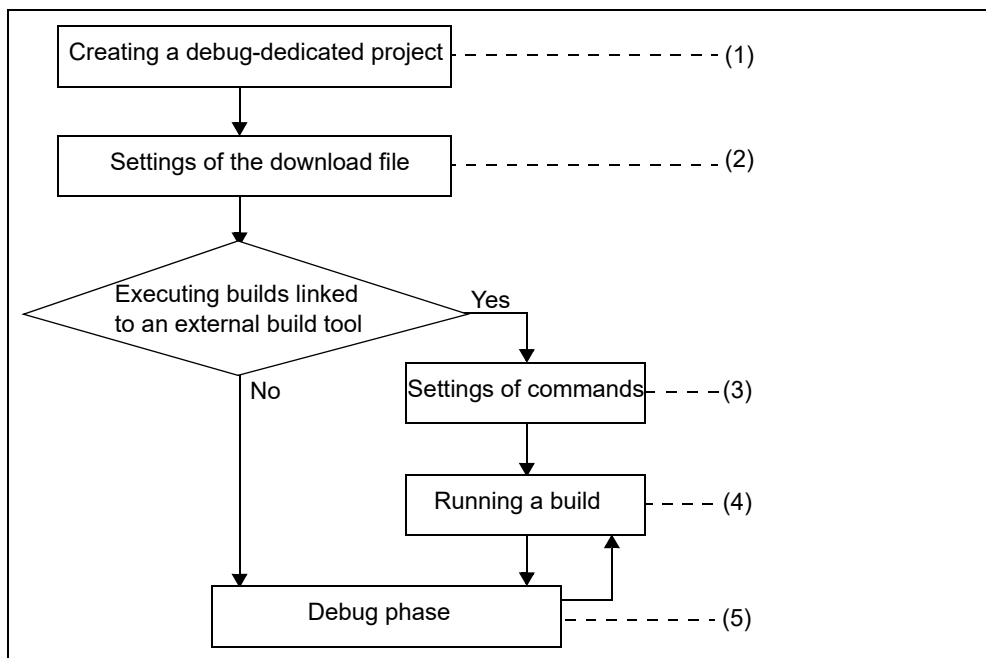 Creating a debug-dedicated project
(1)
Settings of the download file
(2)
Executing builds linked
to an external build tool
Yes
No
Settings of commands
(3)
Running a build
(4)
Debug phase
(5)